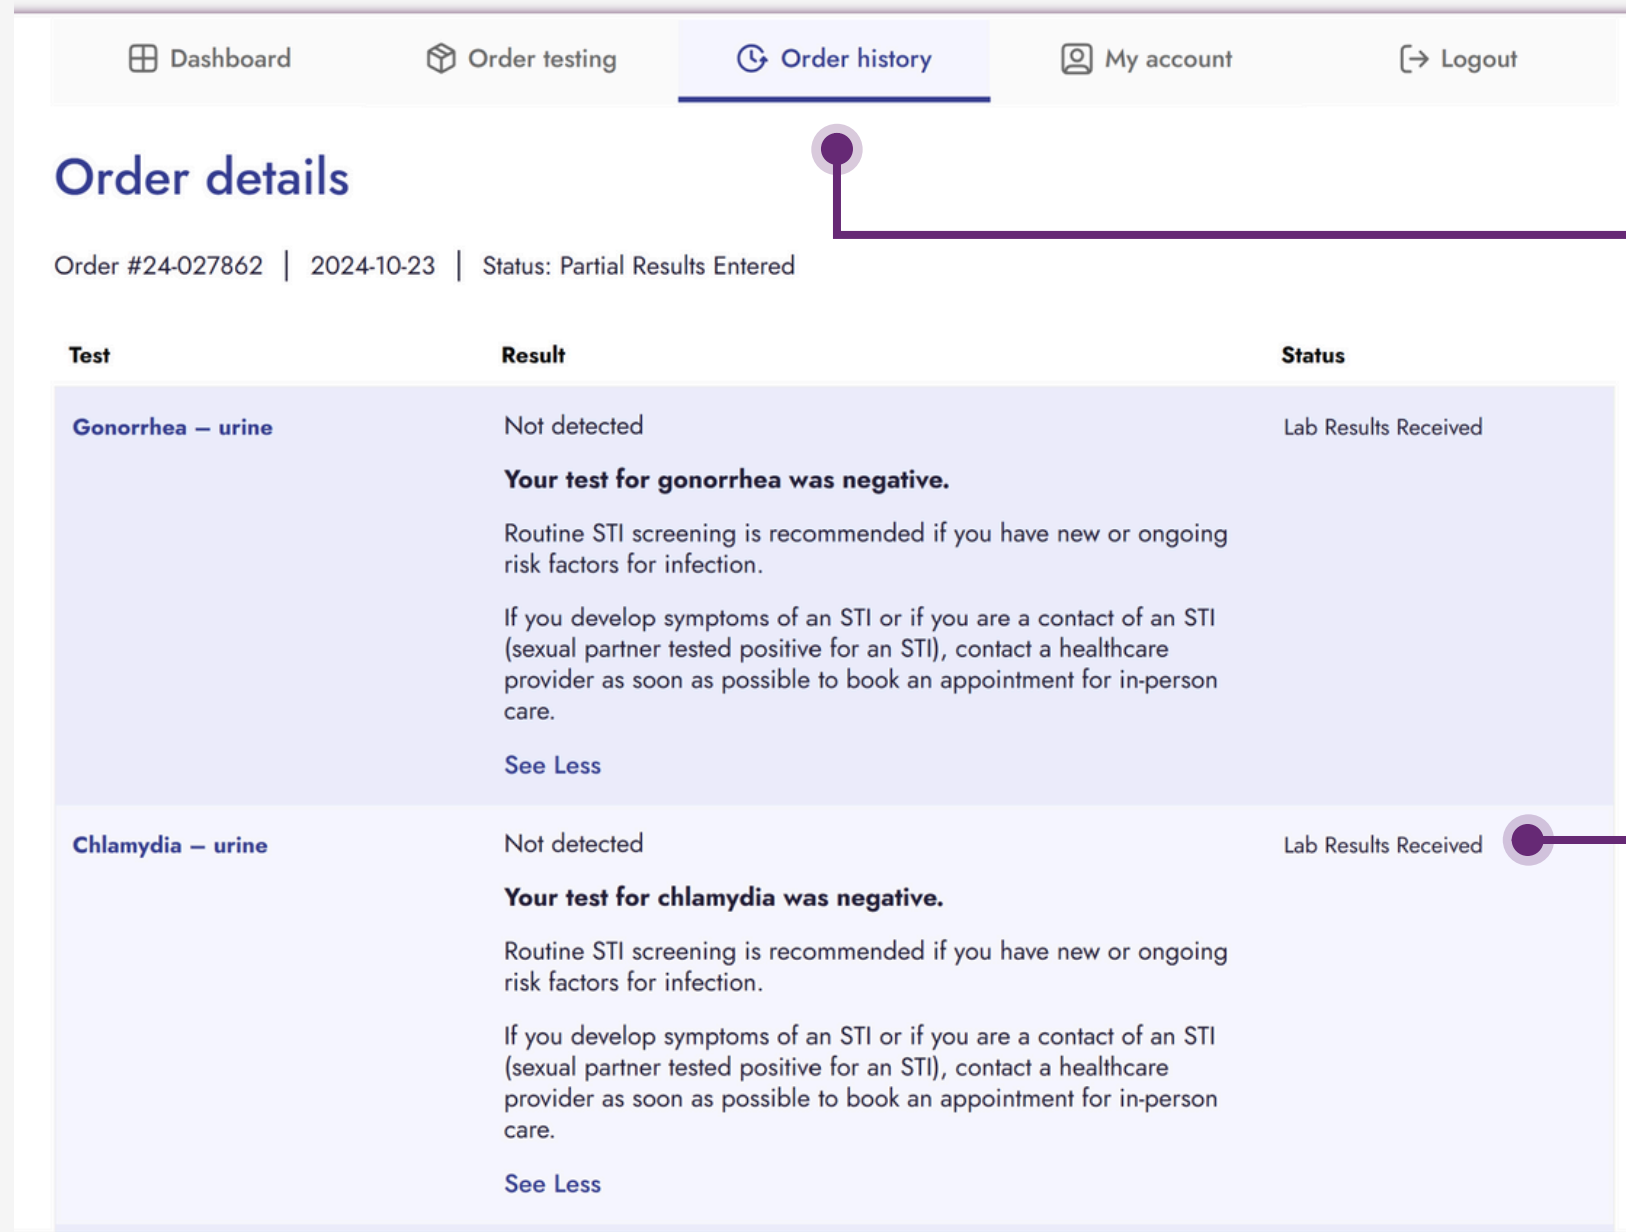 Dashboard
Order testing
Order history
My account
Logout
Order details
Order #24-027862 | 2024-10-23 | Status: Partial Results Entered
Test
Result
Status
Gonorrhea – urine
Not detected
Lab Results Received
Your test for gonorrhea was negative.
Routine STI screening is recommended if you have new or ongoing
risk factors for infection.
If you develop symptoms of an STI or if you are a contact of an STI
(sexual partner tested positive for an STI), contact a healthcare
provider as soon as possible to book an appointment for in-person
care.
See Less
Chlamydia – urine
Not detected
Lab Results Received
Your test for chlamydia was negative.
Routine STI screening is recommended if you have new or ongoing
risk factors for infection.
If you develop symptoms of an STI or if you are a contact of an STI
(sexual partner tested positive for an STI), contact a healthcare
provider as soon as possible to book an appointment for in-person
care.
See Less